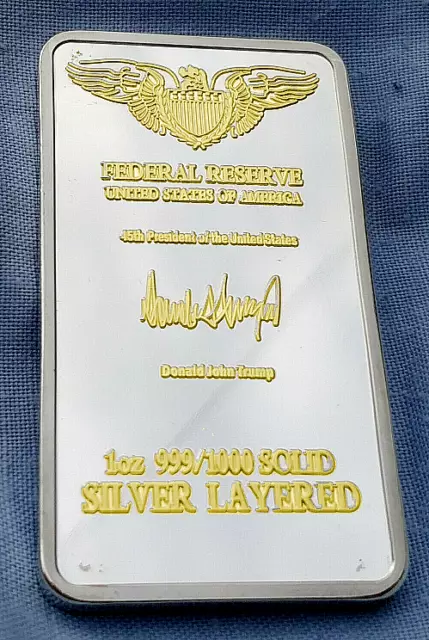 FEDERAL RESERVE
UNITED STATES OF AMERICA
45th President of the United States
Donald John Trump
1oz 999/1000 SOLID
SILVER LAYERED